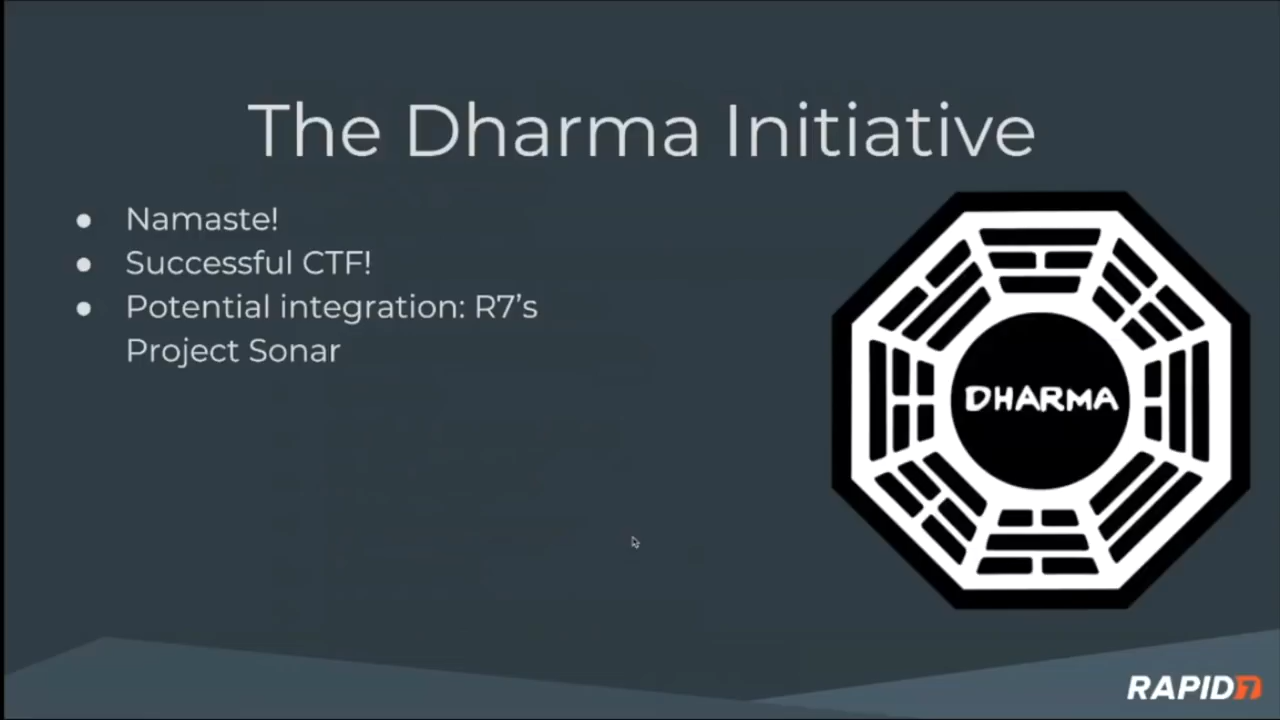 The Dharma Initiative
● Namaste!
● Successful CTF!
● Potential integration: R7’s
Project Sonar
DHARMA
RAPID7